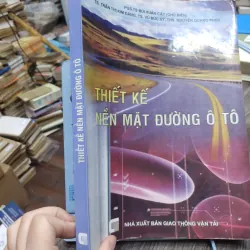 THIẾT KẾ
NỀN MẶT ĐƯỜNG Ô TÔ
NHÀ XUẤT BẢN GIAO THÔNG VẬN TẢI
THIẾT KẾ NỀN MẶT ĐƯỜNG Ô TÔ